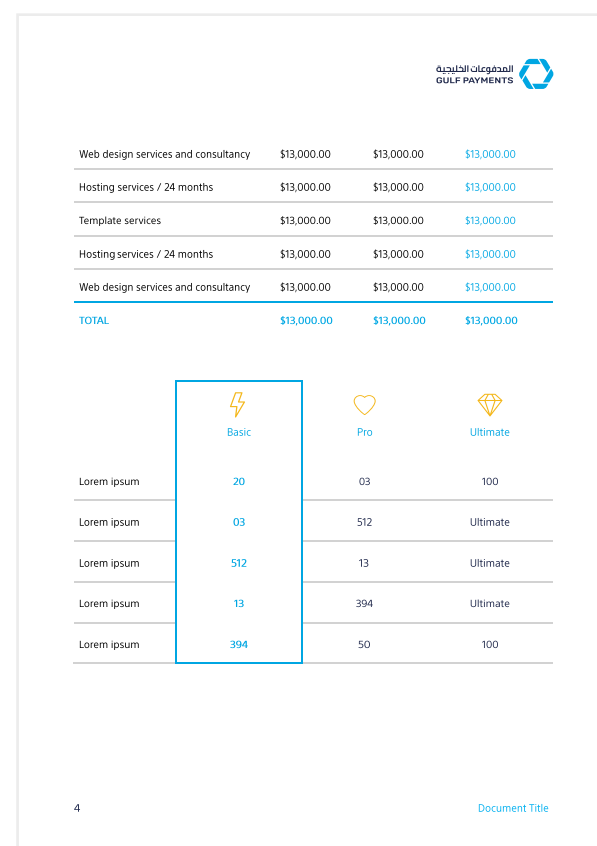 المدفوعات الخليجية
GULF PAYMENTS
Web design services and consultancy $13,000.00 $13,000.00 $13,000.00
Hosting services / 24 months $13,000.00 $13,000.00 $13,000.00
Template services $13,000.00 $13,000.00 $13,000.00
Hosting services / 24 months $13,000.00 $13,000.00 $13,000.00
Web design services and consultancy $13,000.00 $13,000.00 $13,000.00
TOTAL $13,000.00 $13,000.00 $13,000.00
Basic Pro Ultimate
Lorem ipsum 20 03 100
Lorem ipsum 03 512 Ultimate
Lorem ipsum 512 13 Ultimate
Lorem ipsum 13 394 Ultimate
Lorem ipsum 394 50 100
4 Document Title